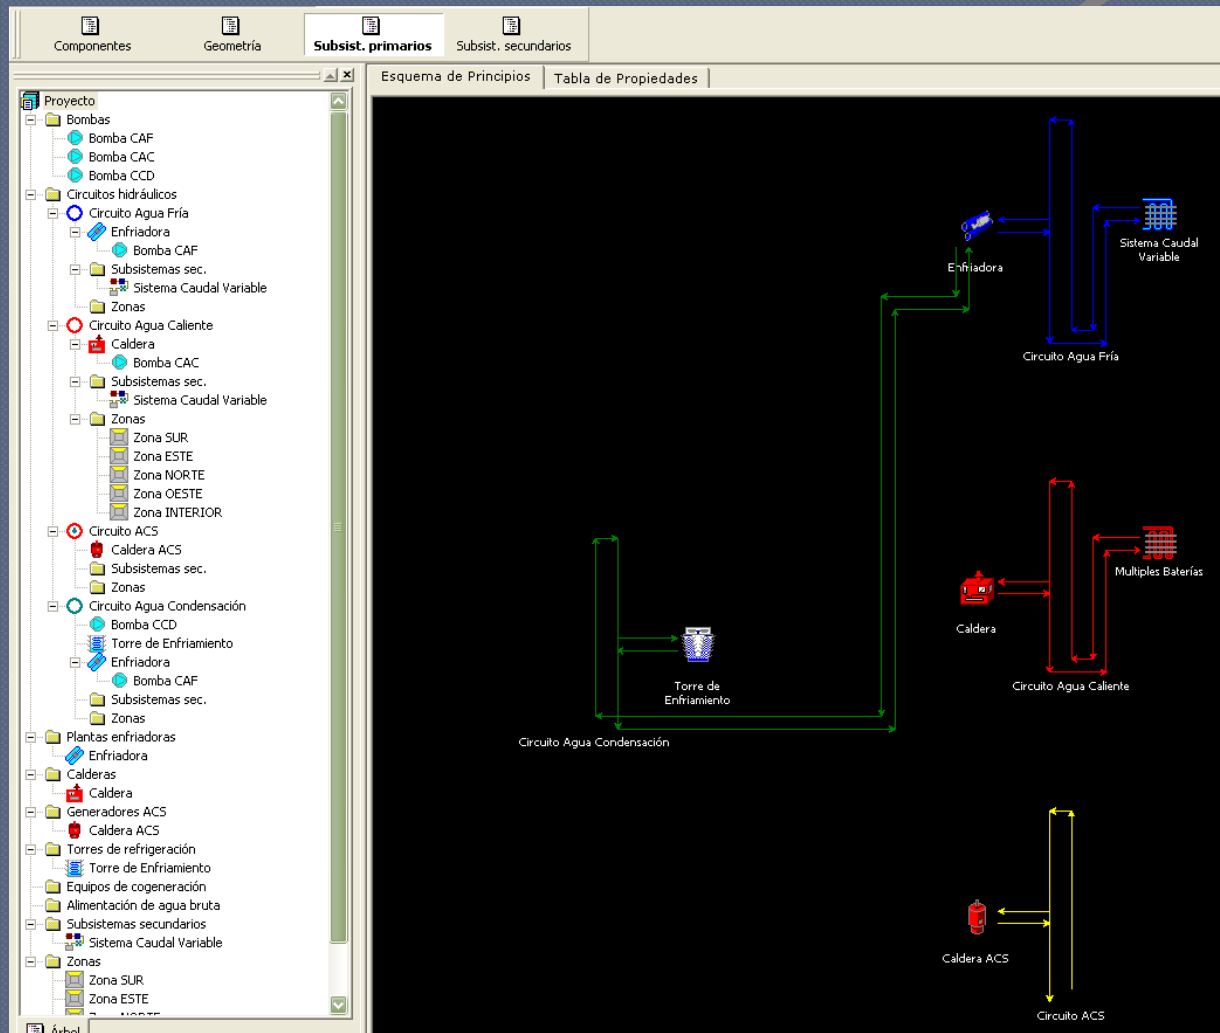 Componentes
Geometría
Subsist. primarios
Subsist. secundarios
Esquema de Principios
Tabla de Propiedades
Proyecto
Bombas
Bomba CAF
Bomba CAC
Bomba CCD
Circuitos hidráulicos
Circuito Agua Fría
Enfriadora
Bomba CAF
Subsistemas sec.
Sistema Caudal Variable
Zonas
Circuito Agua Caliente
Caldera
Bomba CAC
Subsistemas sec.
Sistema Caudal Variable
Zonas
Zona SUR
Zona ESTE
Zona NORTE
Zona OESTE
Zona INTERIOR
Circuito ACS
Caldera ACS
Subsistemas sec.
Zonas
Circuito Agua Condensación
Bomba CCD
Torre de Enfriamiento
Enfriadora
Bomba CAF
Subsistemas sec.
Zonas
Plantas enfriadoras
Enfriadora
Calderas
Caldera
Generadores ACS
Caldera ACS
Torres de refrigeración
Torre de Enfriamiento
Equipos de cogeneración
Alimentación de agua bruta
Subsistemas secundarios
Sistema Caudal Variable
Zonas
Zona SUR
Zona ESTE
Árbol
Enfriadora
Sistema Caudal
Variable
Circuito Agua Fría
Multiples Baterías
Caldera
Circuito Agua Caliente
Torre de
Enfriamiento
Circuito Agua Condensación
Caldera ACS
Circuito ACS